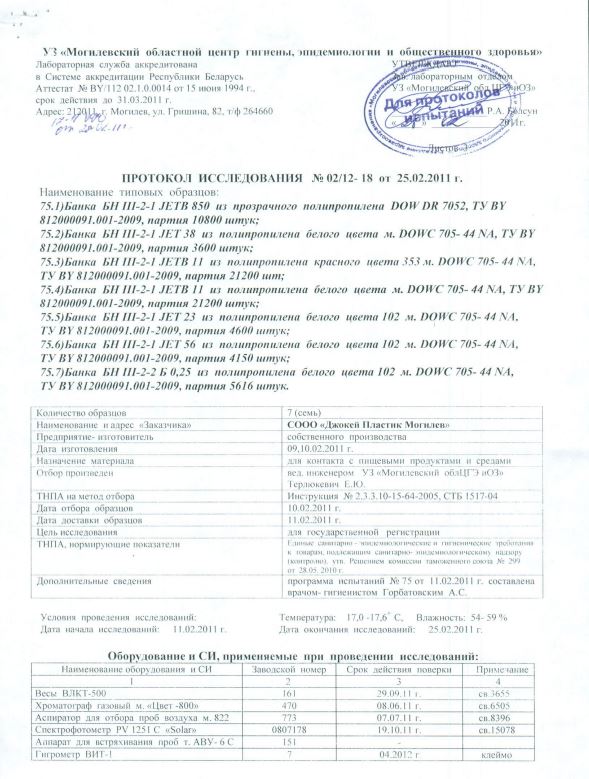 УЗ «Могилевский областной центр гигиены, эпидемиологии и общественного здоровья»
Лабораторная служба аккредитована
в Системе аккредитации Республики Беларусь
Аттестат № BY/112 02.1.0.0014 от 15 июня 1994 г.,
срок действия до 31.03.2011 г,
Адрес: 212011, г. Могилев, ул. Гришина, 82, т/ф 264660
УТВЕРЖДАЮ
Зав. лабораторным отделом
УЗ «Могилевский обл.ЦГЭиОЗ»
Р.А. Болсун
2011г.
Для протоколов
испытаний
Листов 2
ПРОТОКОЛ ИССЛЕДОВАНИЯ № 02/12- 18 от 25.02.2011 г.
Наименование типовых образцов:
75.1)Банка БН III-2-1 JETB 850 из прозрачного полипропилена DOW DR 7052, ТУ BY
812000091.001-2009, партия 10800 штук;
75.2)Банка БН III-2-1 JET 38 из полипропилена белого цвета м. DOWC 705- 44 NA, ТУ BY
812000091.001-2009, партия 3600 штук;
75.3)Банка БН III-2-1 JETB 11 из полипропилена красного цвета 353 м. DOWC 705- 44 NA,
ТУ BY 812000091.001-2009, партия 21200 шт;
75.4)Банка БН III-2-1 JETB 11 из полипропилена белого цвета м. DOWC 705- 44 NA, ТУ BY
812000091.001-2009, партия 21200 штук;
75.5)Банка БН III-2-1 JET 23 из полипропилена белого цвета 102 м. DOWC 705- 44 NA,
ТУ BY 812000091.001-2009, партия 4600 штук;
75.6)Банка БН III-2-1 JET 56 из полипропилена белого цвета 102 м. DOWC 705- 44 NA,
ТУ BY 812000091.001-2009, партия 4150 штук;
75.7)Банка БН III-2-2 Б 0,25 из полипропилена белого цвета 102 м. DOWC 705- 44 NA,
ТУ BY 812000091.001-2009, партия 5616 штук.
Количество образцов 7 (семь)
Наименование и адрес «Заказчика» СООО «Джокей Пластик Могилев»
Предприятие- изготовитель собственного производства
Дата изготовления 09,10.02.2011 г.
Назначение материала для контакта с пищевыми продуктами и средами
Отбор произведен вед. инженером УЗ «Могилевский облЦГЭ иОЗ»
Терлюкевич Е.Ю.
ТНПА на метод отбора Инструкция № 2.3.3.10-15-64-2005, СТБ 1517-04
Дата отбора образцов 10.02.2011 г.
Дата доставки образцов 11.02.2011 г.
Цель исследования для государственной регистрации
ТНПА, нормирующие показатели Единые санитарно - эпидемиологические и гигиенические требования
к товарам, подлежащим санитарно- эпидемиологическому надзору
(контролю), утв. Решением комиссии таможенного союза № 299
от 28.05. 2010 г.
Дополнительные сведения программа испытаний № 75 от 11.02.2011 г. составлена
врачом- гигиенистом Горбатовским А.С.
Условия проведения исследований: Температура: 17,0 -17,6˚ С, Влажность: 54- 59 %
Дата начала исследований: 11.02.2011 г. Дата окончания исследований: 25.02.2011 г.
Оборудование и СИ, применяемые при проведении исследований:
Наименование оборудования и СИ Заводской номер Срок действия поверки Примечание
1 2 3 4
Весы ВЛКТ-500 161 29.09.11 г. св.3655
Хроматограф газовый м. «Цвет -800» 470 08.06.11 г. св.6505
Аспиратор для отбора проб воздуха м. 822 773 07.07.11 г. св.8396
Спектрофотометр PV 1251 C «Solar» 0807178 19.10.11 г. св.15078
Аппарат для встряхивания проб т. АВУ- 6 С 151 -
Гигрометр ВИТ-1 7 04.2012 г клеймо